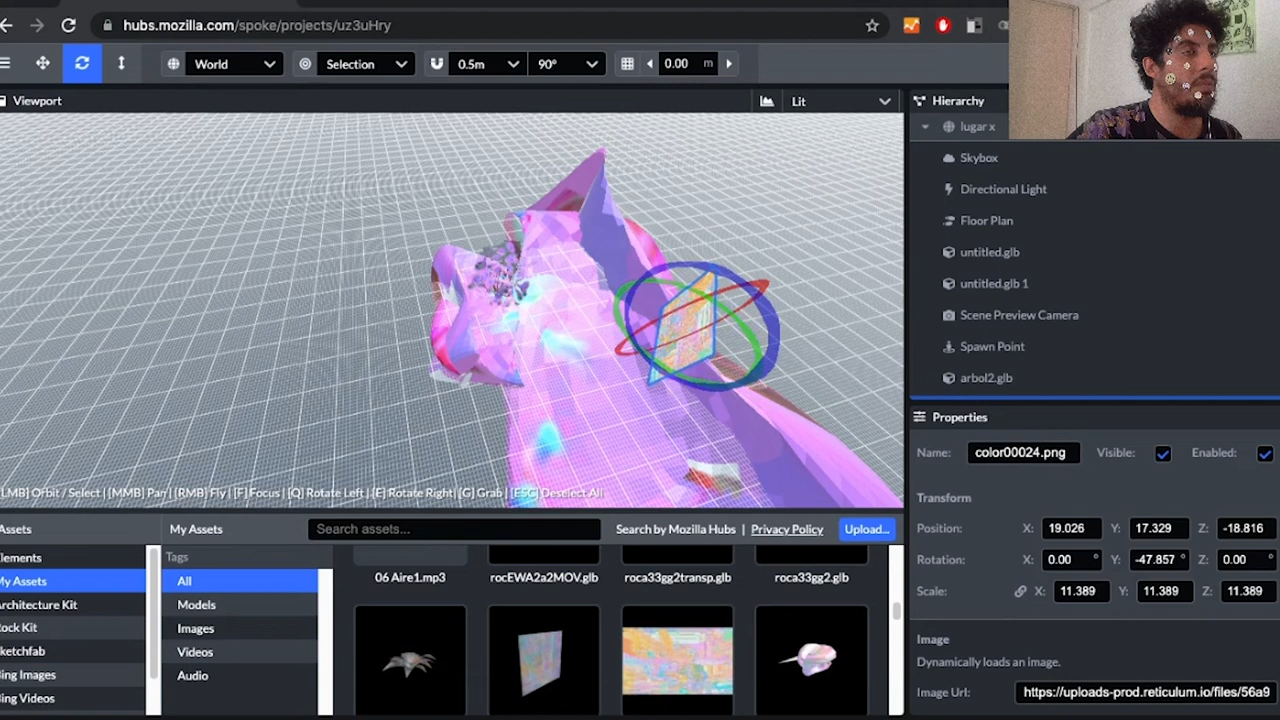 hubs.mozilla.com/spoke/projects/uz3uHry
World
Selection
0.5m
90°
0.00 m
Viewport
Lit
Hierarchy
lugar x
Skybox
Directional Light
Floor Plan
untitled.glb
untitled.glb 1
Scene Preview Camera
Spawn Point
arbol2.glb
LMB] Orbit / Select | [MMB] Pan | [RMB] Fly | [F] Focus | [Q] Rotate Left | [E] Rotate Right | [G] Grab | [ESC] Deselect All
Properties
Name: color00024.png Visible: Enabled:
Transform
Position: X: 19.026 Y: 17.329 Z: -18.816
Rotation: X: 0.00 ° Y: -47.857 ° Z: 0.00 °
Scale: X: 11.389 Y: 11.389 Z: 11.389
Image
Dynamically loads an image.
Image Url: https://uploads-prod.reticulum.io/files/56a9
Assets
My Assets
Search assets...
Search by Mozilla Hubs | Privacy Policy
Upload...
lements
My Assets
Architecture Kit
Rock Kit
ketchfab
ing Images
ing Videos
Tags
All
Models
Images
Videos
Audio
06 Aire1.mp3
rocEWA2a2MOV.glb
roca33gg2transp.glb
roca33gg2.glb